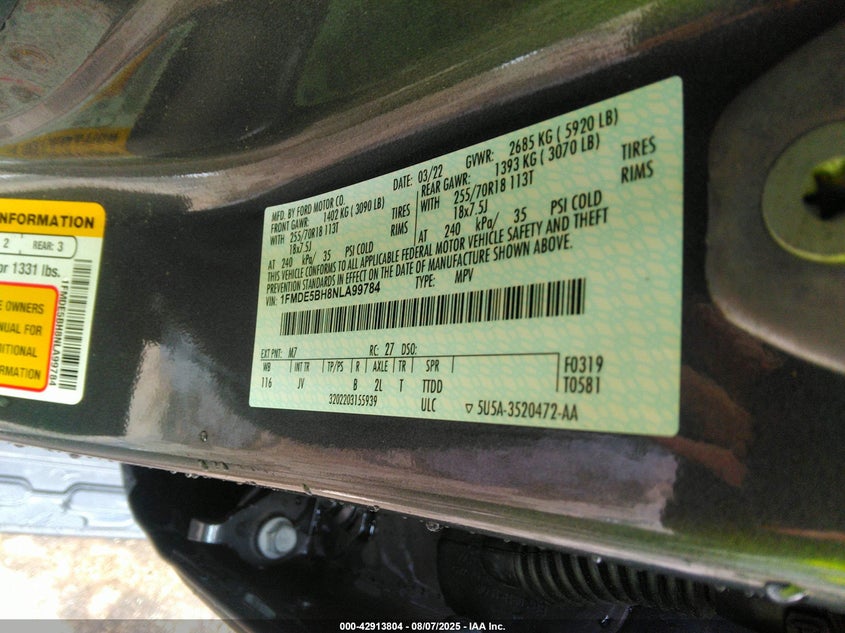 INFORMATION
2 REAR: 3
or 1331 lbs.
OWNERS
MANUAL FOR
INFORMATION
1FMDE5BH8NLA99784
MFD. BY FORD MOTOR CO. DATE: 03/22 GVWR: 2685 KG ( 5920 LB)
FRONT GAWR: 1402 KG ( 3090 LB) REAR GAWR: 1393 KG ( 3070 LB)
WITH 255/70R18 113T TIRES WITH 255/70R18 113T TIRES
18x7.5J RIMS 18x7.5J RIMS
AT 240 kPa/ 35 PSI COLD AT 240 kPa/ 35 PSI COLD
THIS VEHICLE CONFORMS TO ALL APPLICABLE FEDERAL MOTOR VEHICLE SAFETY AND THEFT
PREVENTION STANDARDS IN EFFECT ON THE DATE OF MANUFACTURE SHOWN ABOVE.
VIN: 1FMDE5BH8NLA99784 TYPE: MPV
EXT PNT: M7 RC: 27 DSO:
WB INT TR TP/PS R AXLE TR SPR F0319
116 JV B 2L T TTDD T0581
3202203155939 ULC ▽ 5U5A-3520472-AA
000-42913804 - 08/07/2025 - IAA Inc.